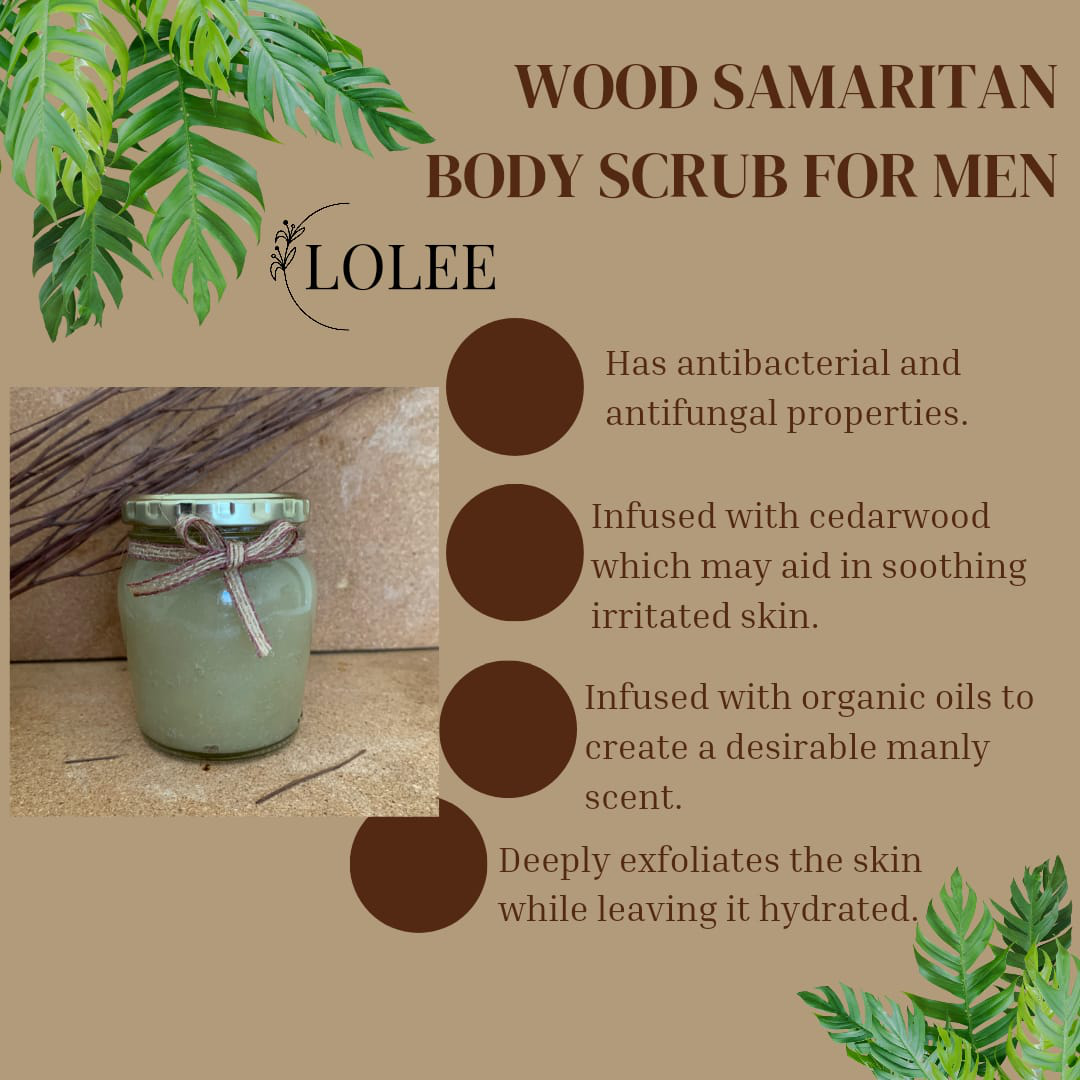 WOOD SAMARITAN
BODY SCRUB FOR MEN
LOLEE
Has antibacterial and
antifungal properties.
Infused with cedarwood
which may aid in soothing
irritated skin.
Infused with organic oils to
create a desirable manly
scent.
Deeply exfoliates the skin
while leaving it hydrated.